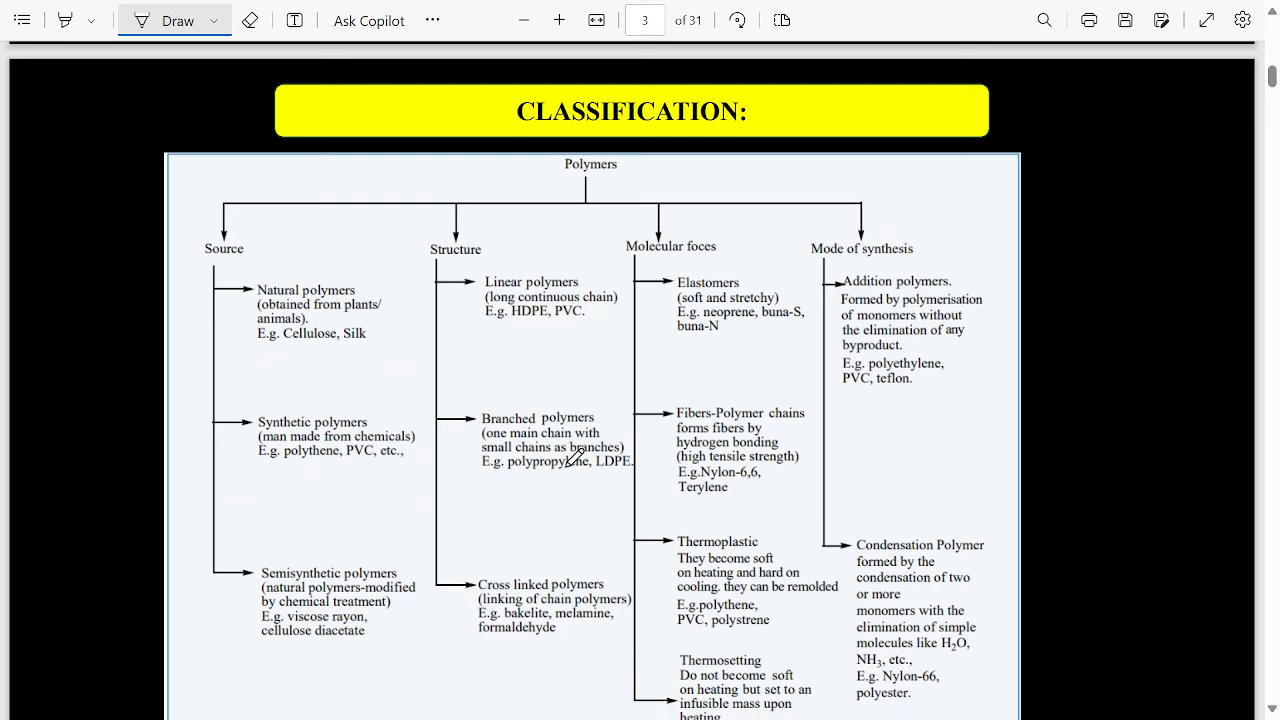 Draw
Ask Copilot
3
of 31
CLASSIFICATION:
Polymers
Source
Natural polymers
(obtained from plants/
animals).
E.g. Cellulose, Silk
Synthetic polymers
(man made from chemicals)
E.g. polythene, PVC, etc.,
Semisynthetic polymers
(natural polymers-modified
by chemical treatment)
E.g. viscose rayon,
cellulose diacetate
Structure
Linear polymers
(long continuous chain)
E.g. HDPE, PVC.
Branched polymers
(one main chain with
small chains as branches)
E.g. polypropylene, LDPE.
Cross linked polymers
(linking of chain polymers)
E.g. bakelite, melamine,
formaldehyde
Molecular foces
Elastomers
(soft and stretchy)
E.g. neoprene, buna-S,
buna-N
Fibers-Polymer chains
forms fibers by
hydrogen bonding
(high tensile strength)
E.g.Nylon-6,6,
Terylene
Thermoplastic
They become soft
on heating and hard on
cooling. they can be remolded
E.g.polythene,
PVC, polystrene
Thermosetting
Do not become soft
on heating but set to an
infusible mass upon
heating
Mode of synthesis
Addition polymers.
Formed by polymerisation
of monomers without
the elimination of any
byproduct.
E.g. polyethylene,
PVC, teflon.
Condensation Polymer
formed by the
condensation of two
or more
monomers with the
elimination of simple
molecules like H₂O,
NH₃, etc.,
E.g. Nylon-66,
polyester.